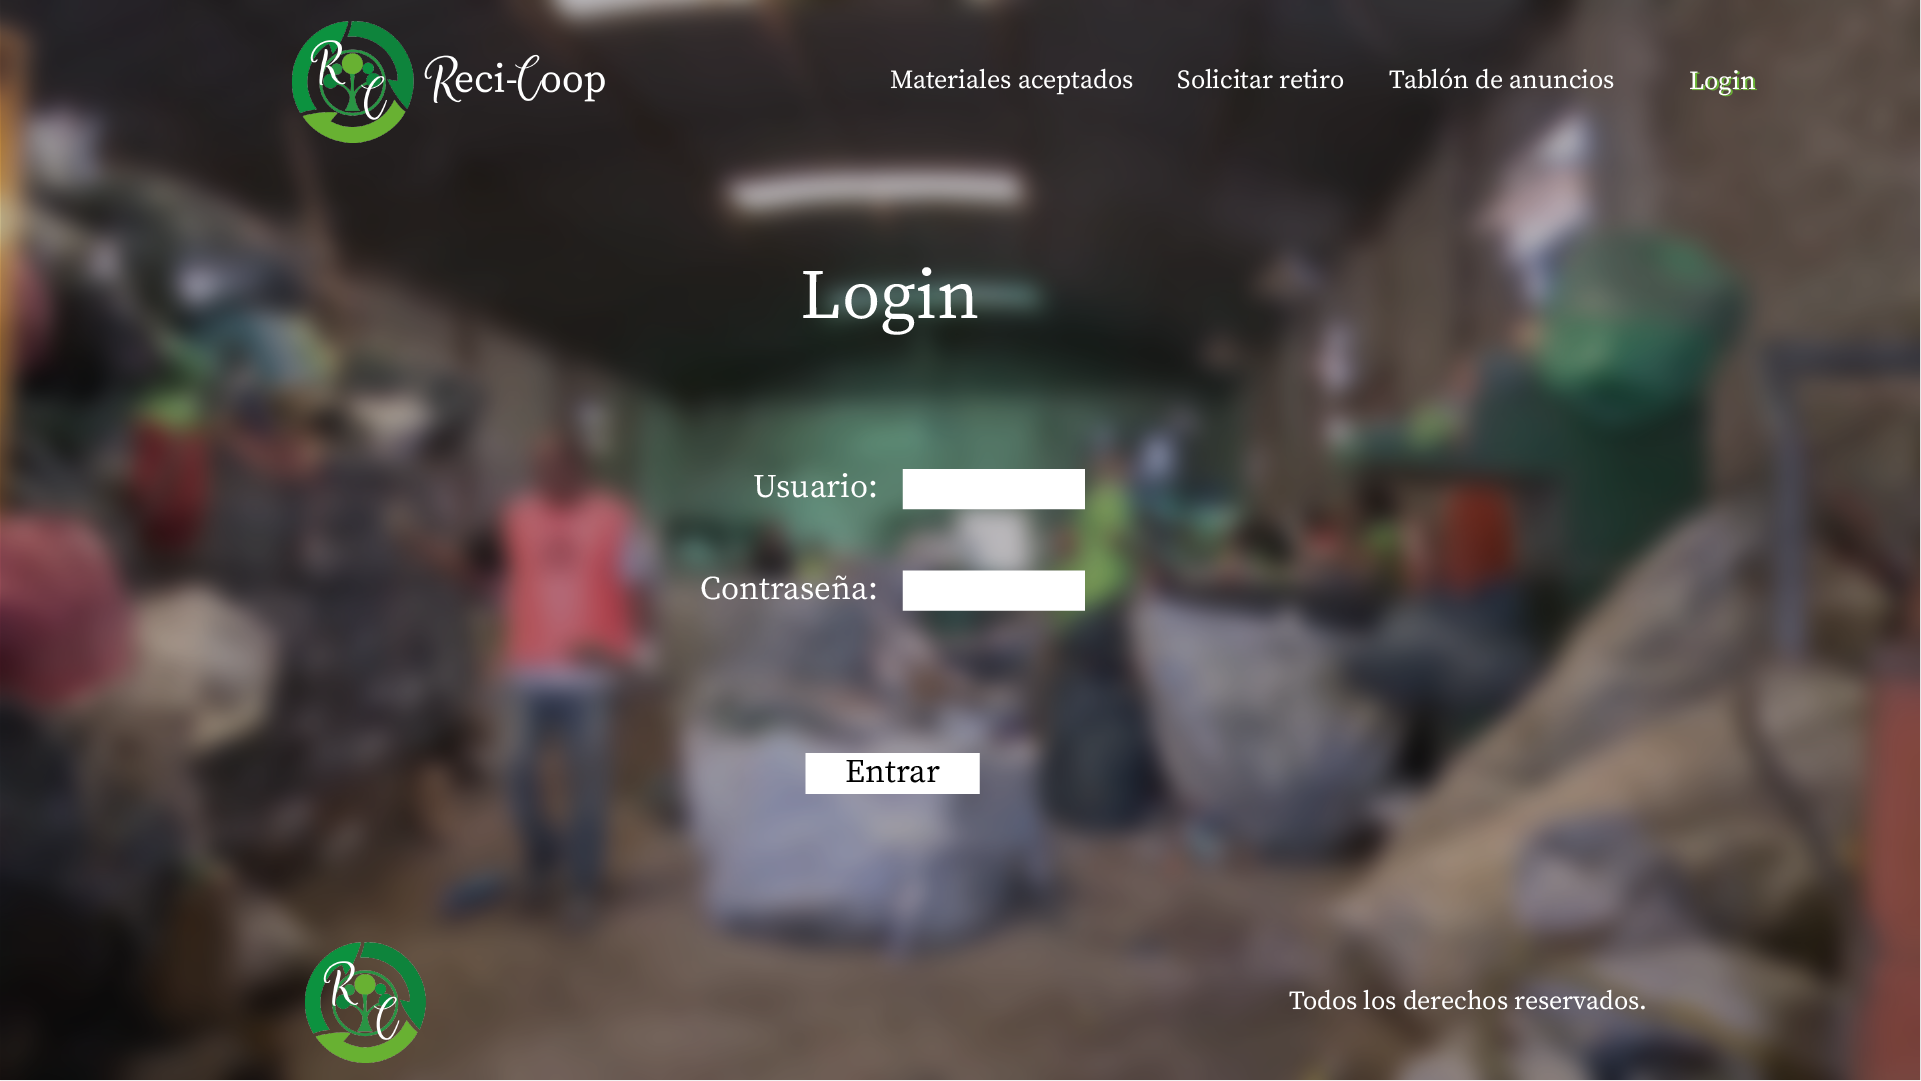 RC
Reci-Coop
Materiales aceptados
Solicitar retiro
Tablón de anuncios
Login
Login
Usuario:
Contraseña:
Entrar
RC
Todos los derechos reservados.